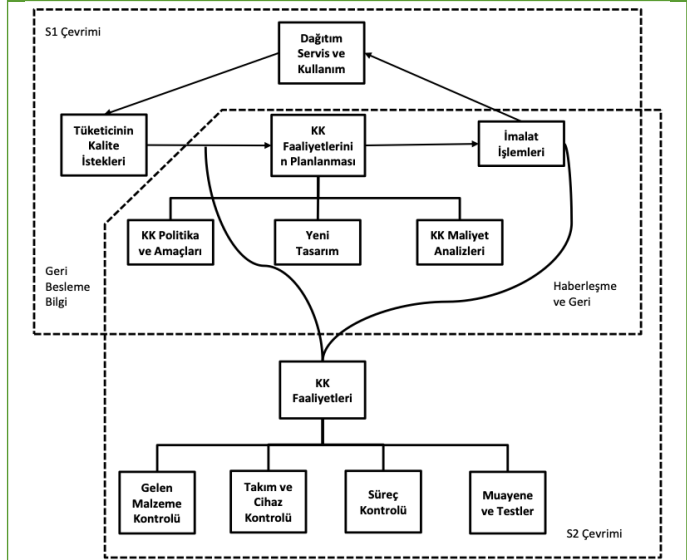 S1 Çevrimi
Dağıtım
Servis ve
Kullanım
Tüketicinin
Kalite
İstekleri
KK
Faaliyetlerini
n Planlanması
İmalat
İşlemleri
KK Politika
ve Amaçları
Yeni
Tasarım
KK Maliyet
Analizleri
Geri
Besleme
Bilgi
Haberleşme
ve Geri
KK
Faaliyetleri
Gelen
Malzeme
Kontrolü
Takım ve
Cihaz
Kontrolü
Süreç
Kontrolü
Muayene
ve Testler
S2 Çevrimi